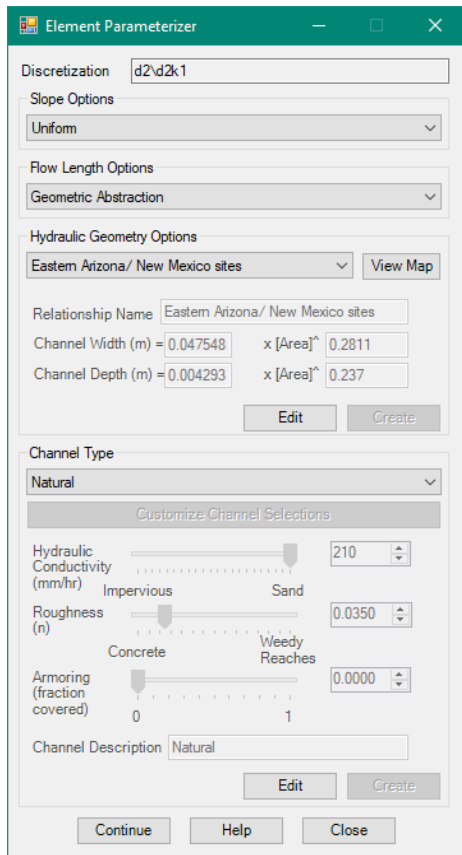 Element Parameterizer
Discretization d2\d2k1
Slope Options
Uniform
Flow Length Options
Geometric Abstraction
Hydraulic Geometry Options
Eastern Arizona/ New Mexico sites View Map
Relationship Name Eastern Arizona/ New Mexico sites
Channel Width (m) = 0.047548 x [Area]^ 0.2811
Channel Depth (m) = 0.004293 x [Area]^ 0.237
Edit Create
Channel Type
Natural
Customize Channel Selections
Hydraulic
Conductivity
(mm/hr)
210
Impervious Sand
Roughness
(n)
0.0350
Concrete Weedy
Reaches
Armoring
(fraction
covered)
0.0000
0 1
Channel Description Natural
Edit Create
Continue Help Close